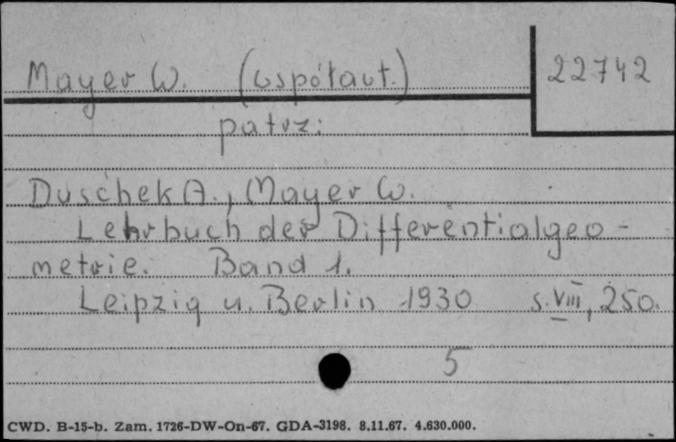 Mayer W. (współaut.) 22742
patrz:
Duschek A., Mayer W.
Lehrbuch der Differentialgeo-
metrie. Band 1.
Leipzig u. Berlin 1930 s. VIII, 250.
5
CWD. B-15-b. Zam. 1726-DW-On-67. GDA-3198. 8.11.67. 4.630.000.